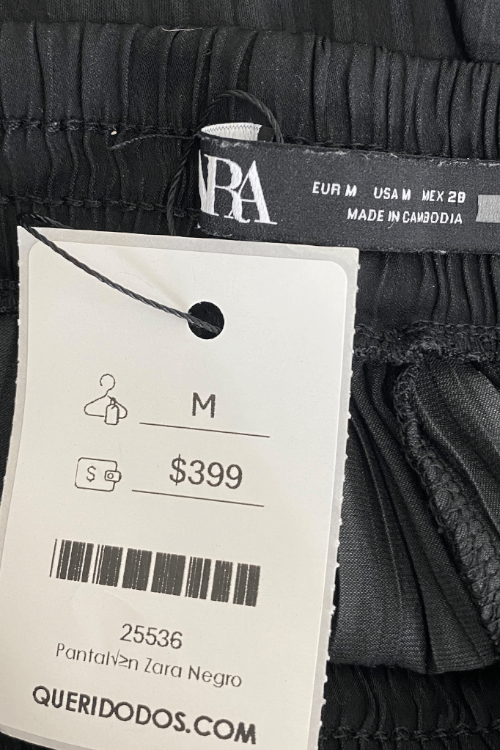 ZARA
EUR M USA M MEX 28
MADE IN CAMBODIA
M
$
$399
25536
Pantal√≥n Zara Negro
QUERIDODOS.COM